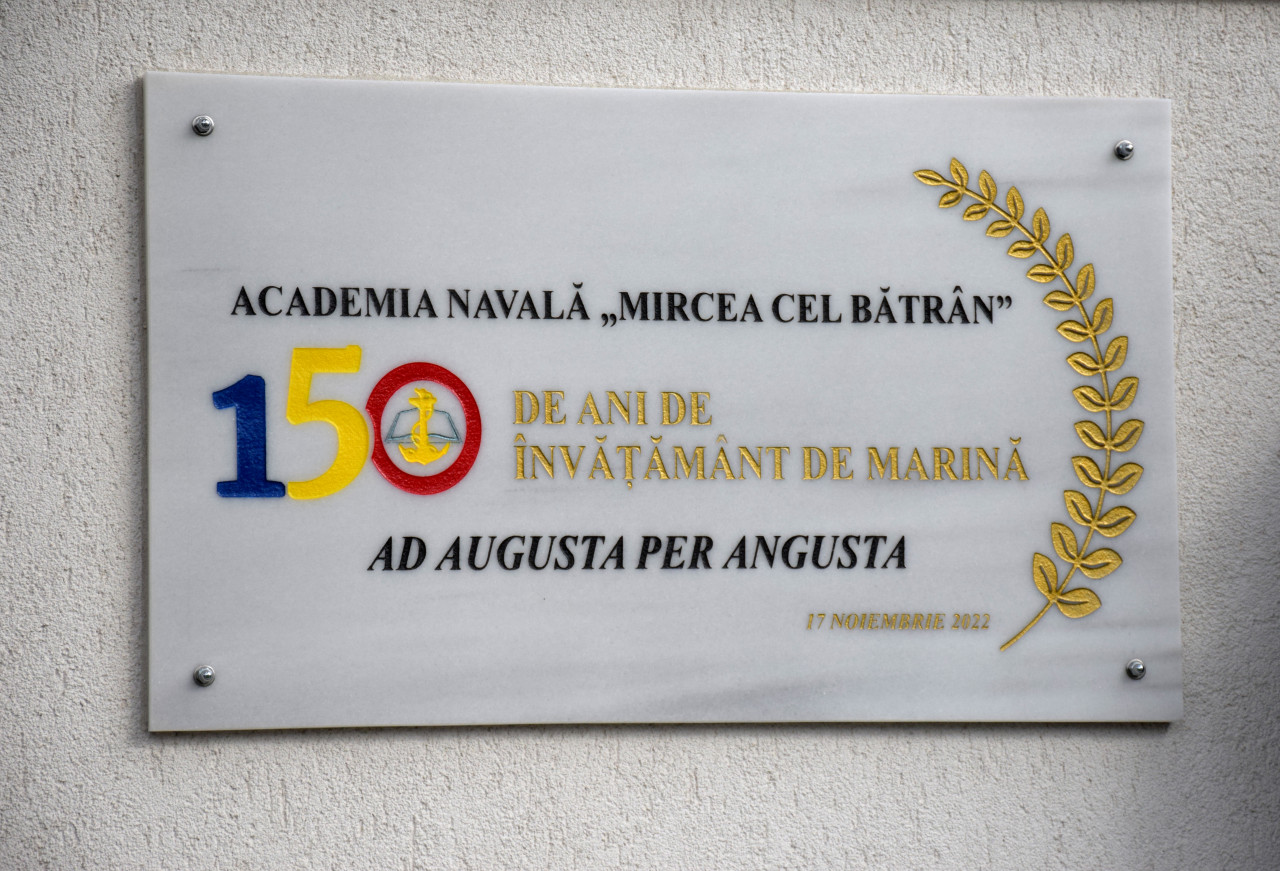 ACADEMIA NAVALĂ „MIRCEA CEL BĂTRÂN”
150 DE ANI DE
ÎNVĂȚĂMÂNT DE MARINĂ
AD AUGUSTA PER ANGUSTA
17 NOIEMBRIE 2022